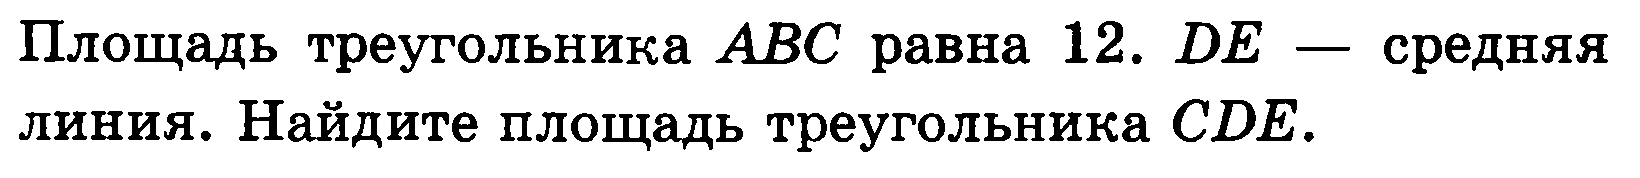 Площадь треугольника ABC равна 12. DE — средняя
линия. Найдите площадь треугольника CDE.